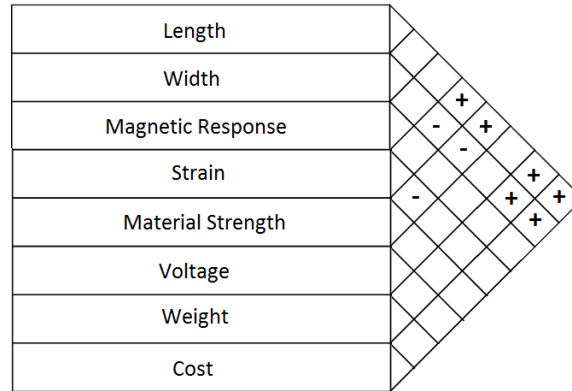 Length
Width
+
Magnetic Response
- +
-
Strain
+
- + +
Material Strength
+
Voltage
Weight
Cost